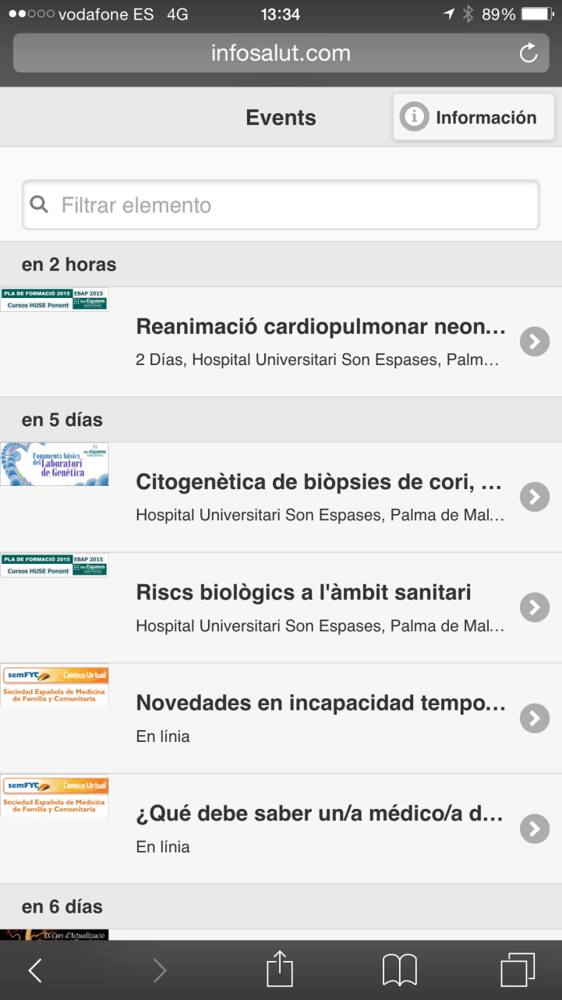 vodafone ES 4G 13:34 89%
infosalut.com
Events
Información
Filtrar elemento
en 2 horas
PLA DE FORMACIÓ 2015 EBAP 2015
Cursos HUSE Ponent Son Espases
Reanimació cardiopulmonar neon...
2 Días, Hospital Universitari Son Espases, Palm...
en 5 días
Fonaments bàsics
del Laboratori
de Genètica
Son Espases
Citogenètica de biòpsies de cori, ...
Hospital Universitari Son Espases, Palma de Mal...
PLA DE FORMACIÓ 2015 EBAP 2015
Cursos HUSE Ponent Son Espases
Riscs biològics a l'àmbit sanitari
Hospital Universitari Son Espases, Palma de Mal...
semFYC Campus Virtual
Sociedad Española de Medicina
de Familia y Comunitaria
Novedades en incapacidad tempo...
En línia
semFYC Campus Virtual
Sociedad Española de Medicina
de Familia y Comunitaria
¿Qué debe saber un/a médico/a d...
En línia
en 6 días
IX Curs d'Actualització